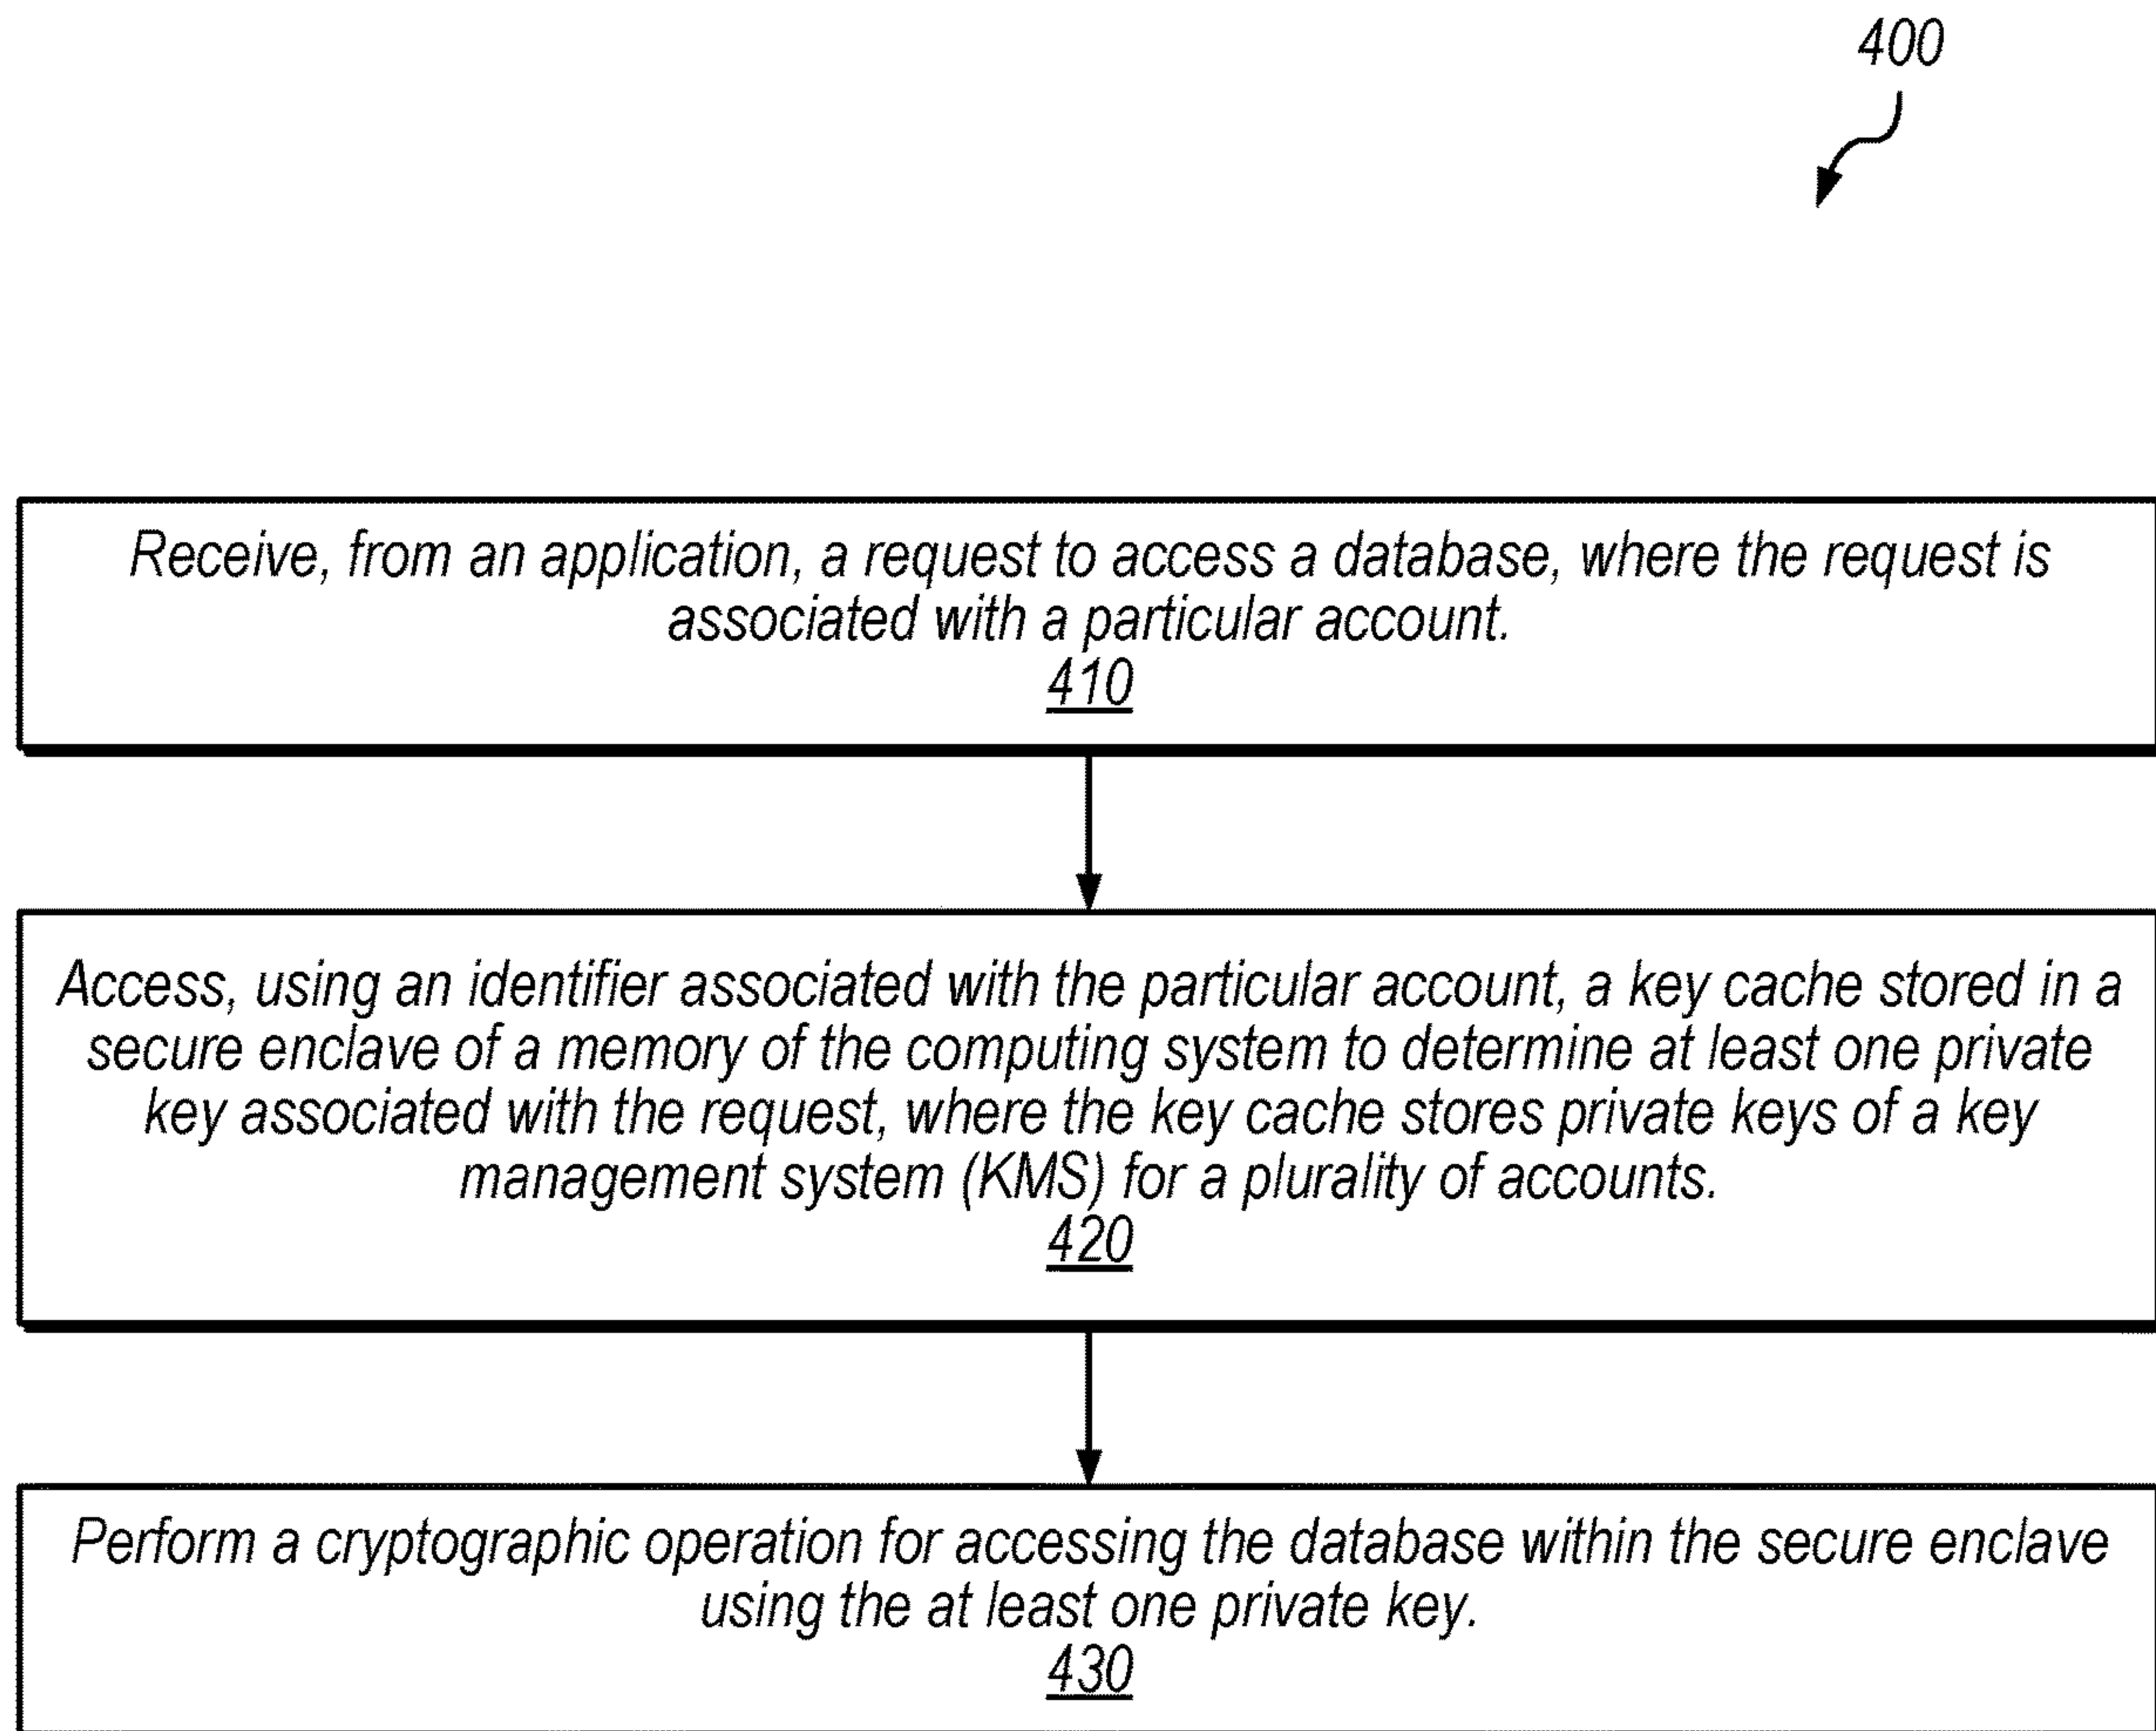 400
Receive, from an application, a request to access a database, where the request is
associated with a particular account.
410
Access, using an identifier associated with the particular account, a key cache stored in a
secure enclave of a memory of the computing system to determine at least one private
key associated with the request, where the key cache stores private keys of a key
management system (KMS) for a plurality of accounts.
420
Perform a cryptographic operation for accessing the database within the secure enclave
using the at least one private key.
430